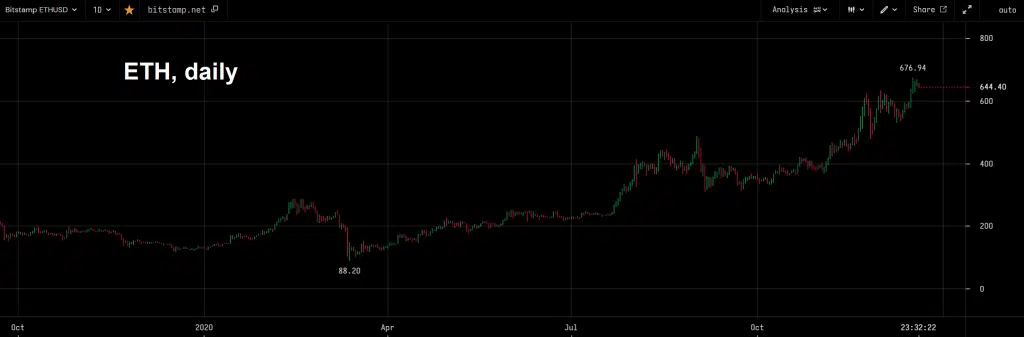 Bitstamp ETHUSD 1D bitstamp.net Analysis Share auto
ETH, daily
800
676.94
644.40
600
400
200
88.20
0
Oct 2020 Apr Jul Oct 23:32:22